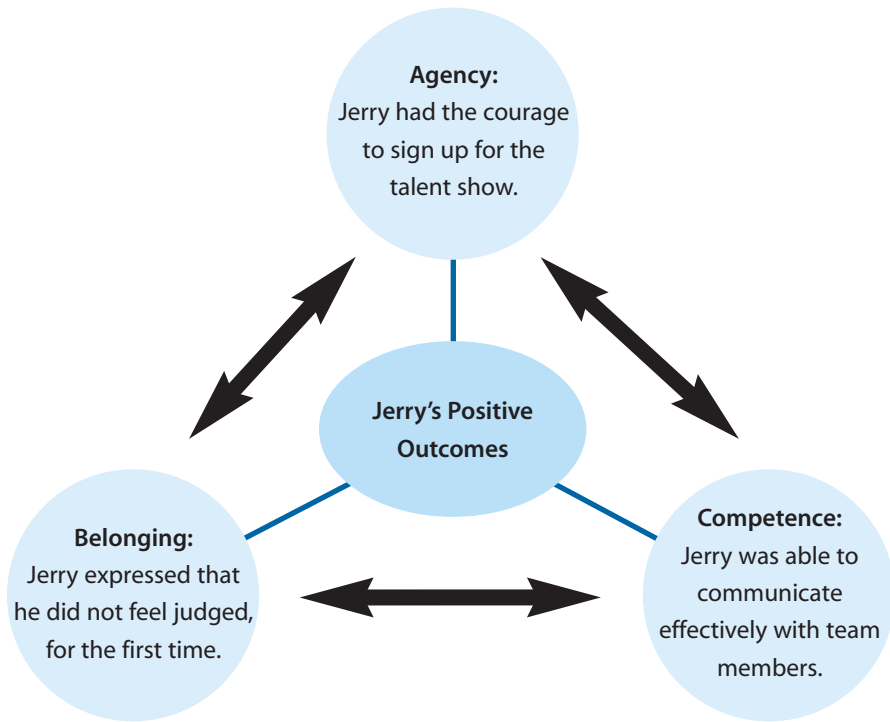 Agency:
Jerry had the courage
to sign up for the
talent show.
Jerry’s Positive
Outcomes
Belonging:
Jerry expressed that
he did not feel judged,
for the first time.
Competence:
Jerry was able to
communicate
effectively with team
members.